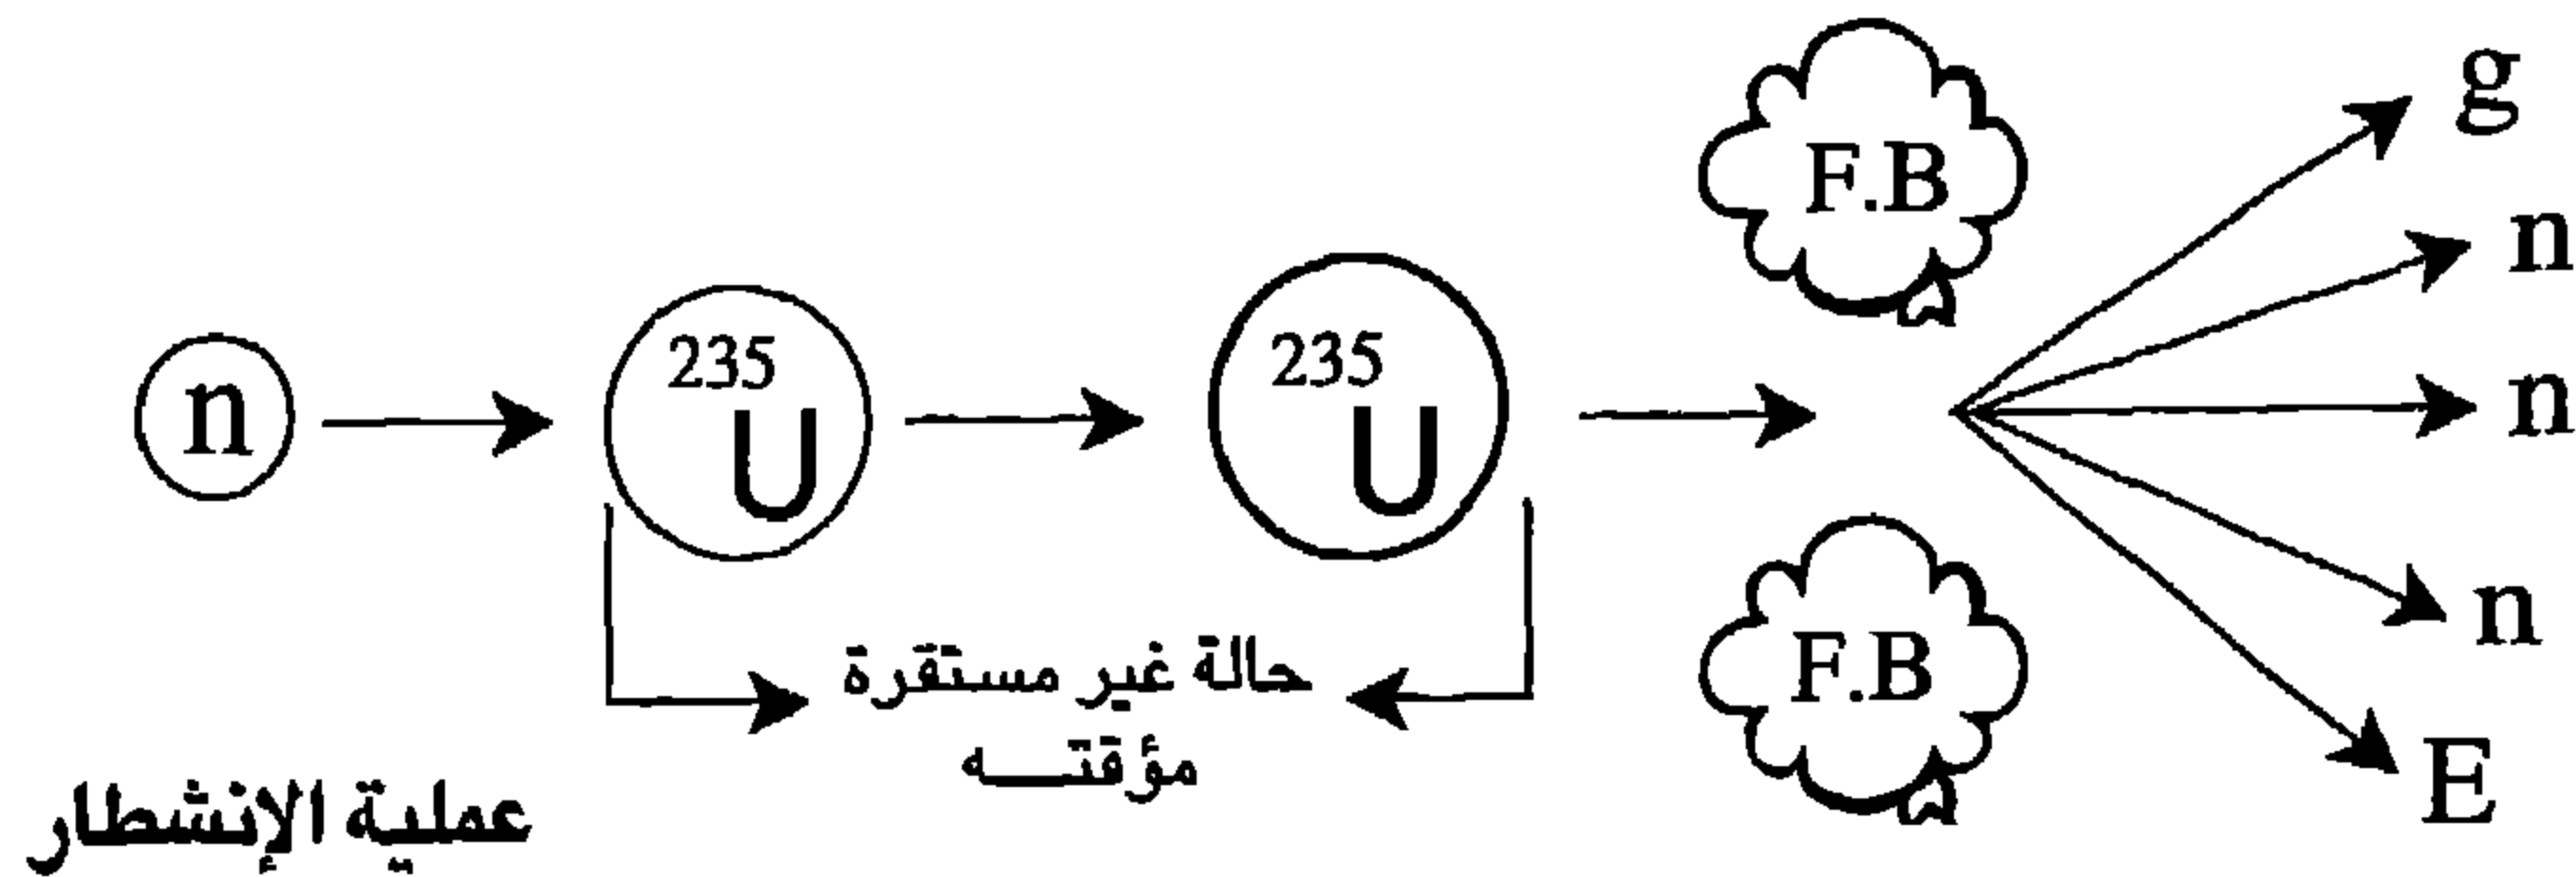 n
235
U
235
U
F.B
F.B
g
n
n
n
E
حالة غير مستقرة
مؤقتـــه
عملية الإنشطار